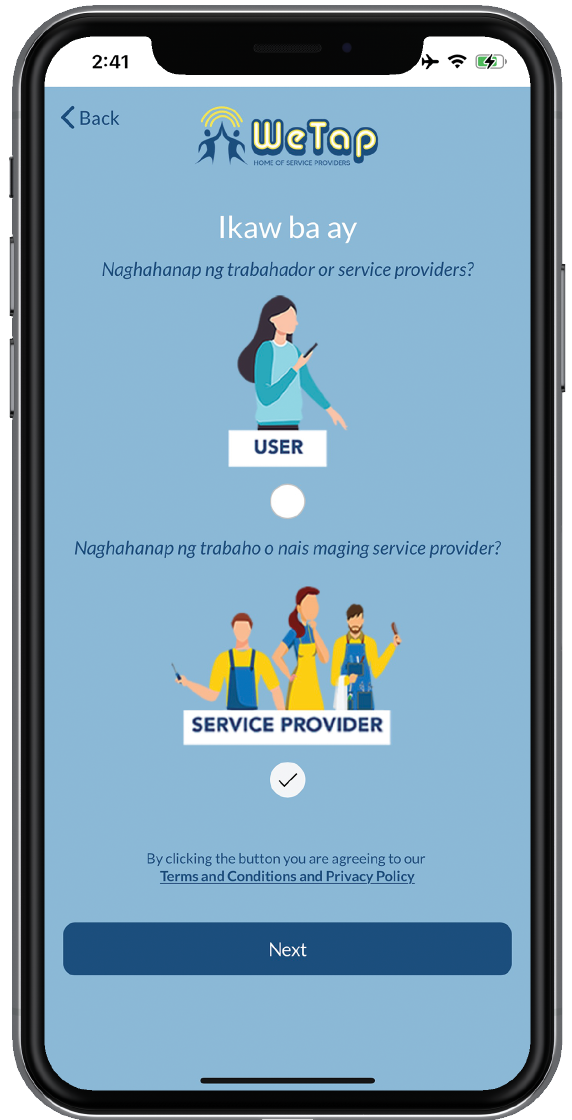 2:41
Back
WeTap
HOME OF SERVICE PROVIDERS
Ikaw ba ay
Naghahanap ng trabahador or service providers?
USER
Naghahanap ng trabaho o nais maging service provider?
SERVICE PROVIDER
By clicking the button you are agreeing to our
Terms and Conditions and Privacy Policy
Next